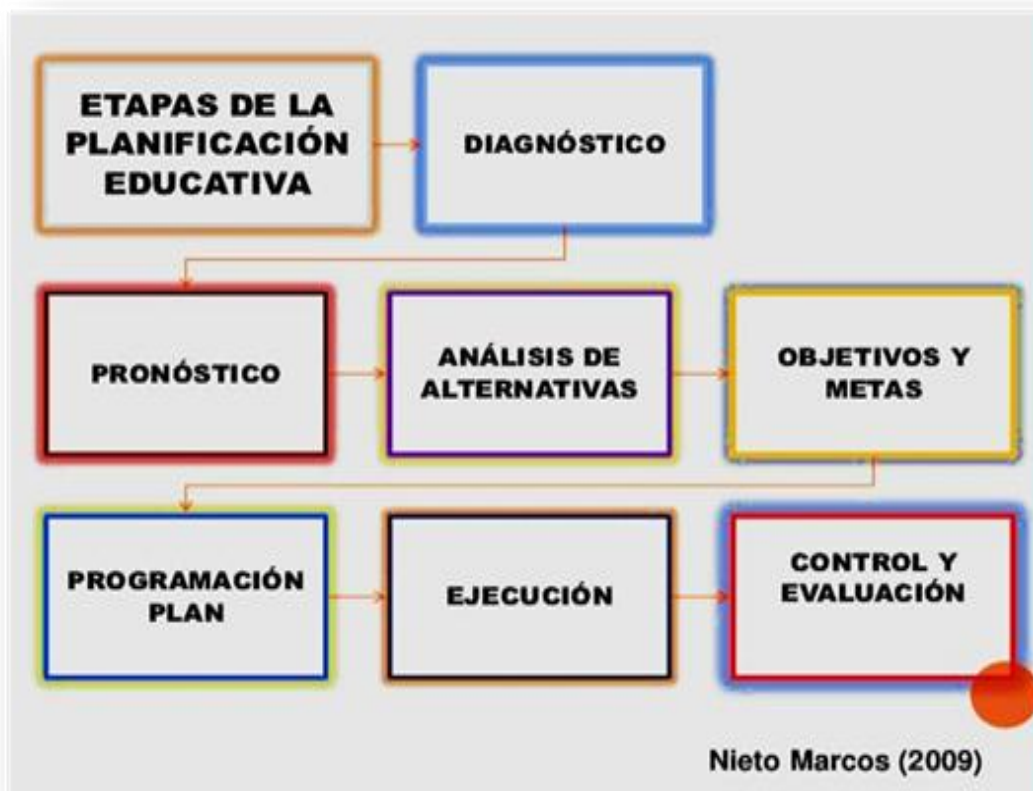 ETAPAS DE LA
PLANIFICACIÓN
EDUCATIVA
DIAGNÓSTICO
PRONÓSTICO
ANÁLISIS DE
ALTERNATIVAS
OBJETIVOS Y
METAS
PROGRAMACIÓN
PLAN
EJECUCIÓN
CONTROL Y
EVALUACIÓN
Nieto Marcos (2009)